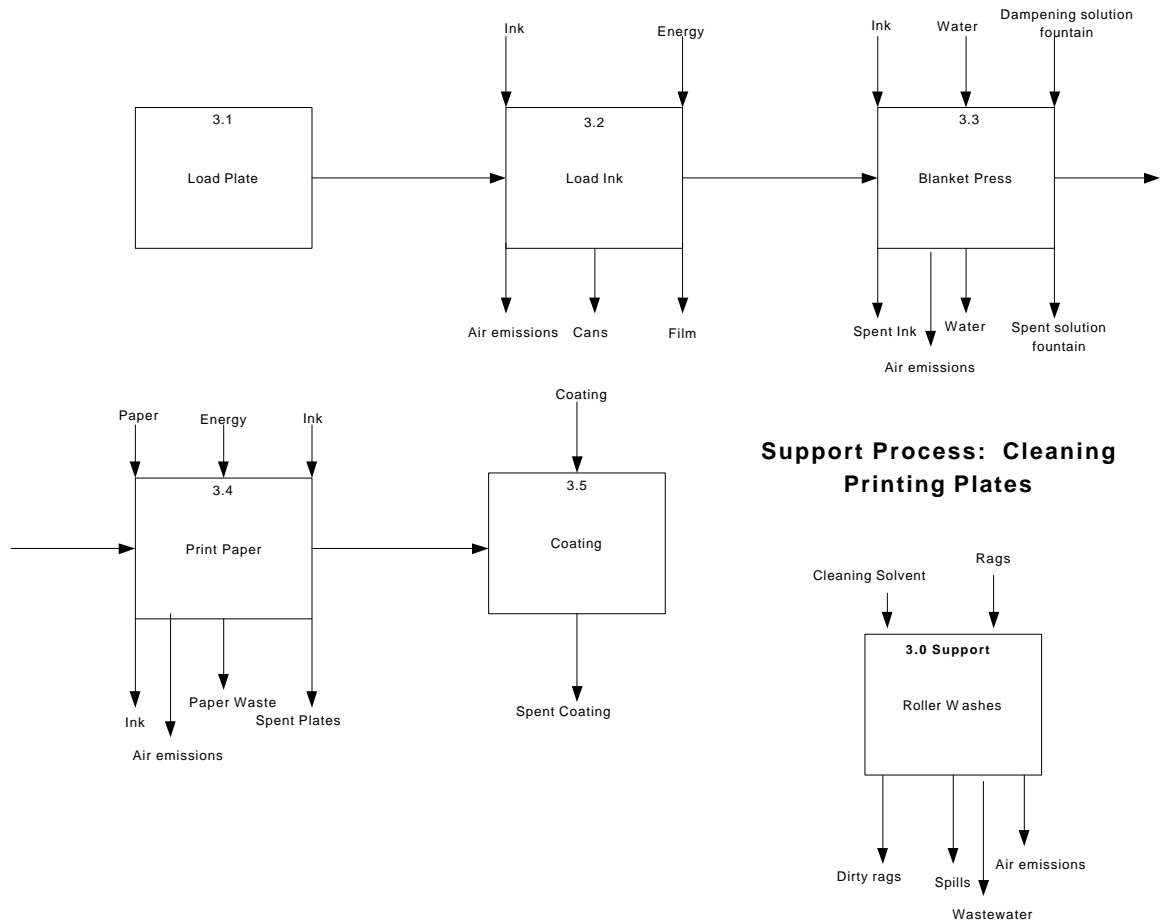 Ink
Energy
Ink
Water
Dampening solution
fountain
3.1
Load Plate
3.2
Load Ink
3.3
Blanket Press
Air emissions
Cans
Film
Spent Ink
Water
Spent solution
fountain
Air emissions
Paper
Energy
Ink
Coating
3.4
Print Paper
3.5
Coating
Ink
Paper Waste
Spent Plates
Air emissions
Spent Coating
Support Process: Cleaning
Printing Plates
Cleaning Solvent
Rags
3.0 Support
Roller Washes
Dirty rags
Spills
Air emissions
Wastewater